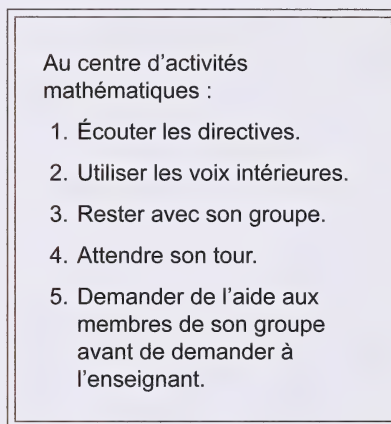 Au centre d'activités
mathématiques :
1. Écouter les directives.
2. Utiliser les voix intérieures.
3. Rester avec son groupe.
4. Attendre son tour.
5. Demander de l'aide aux
membres de son groupe
avant de demander à
l'enseignant.